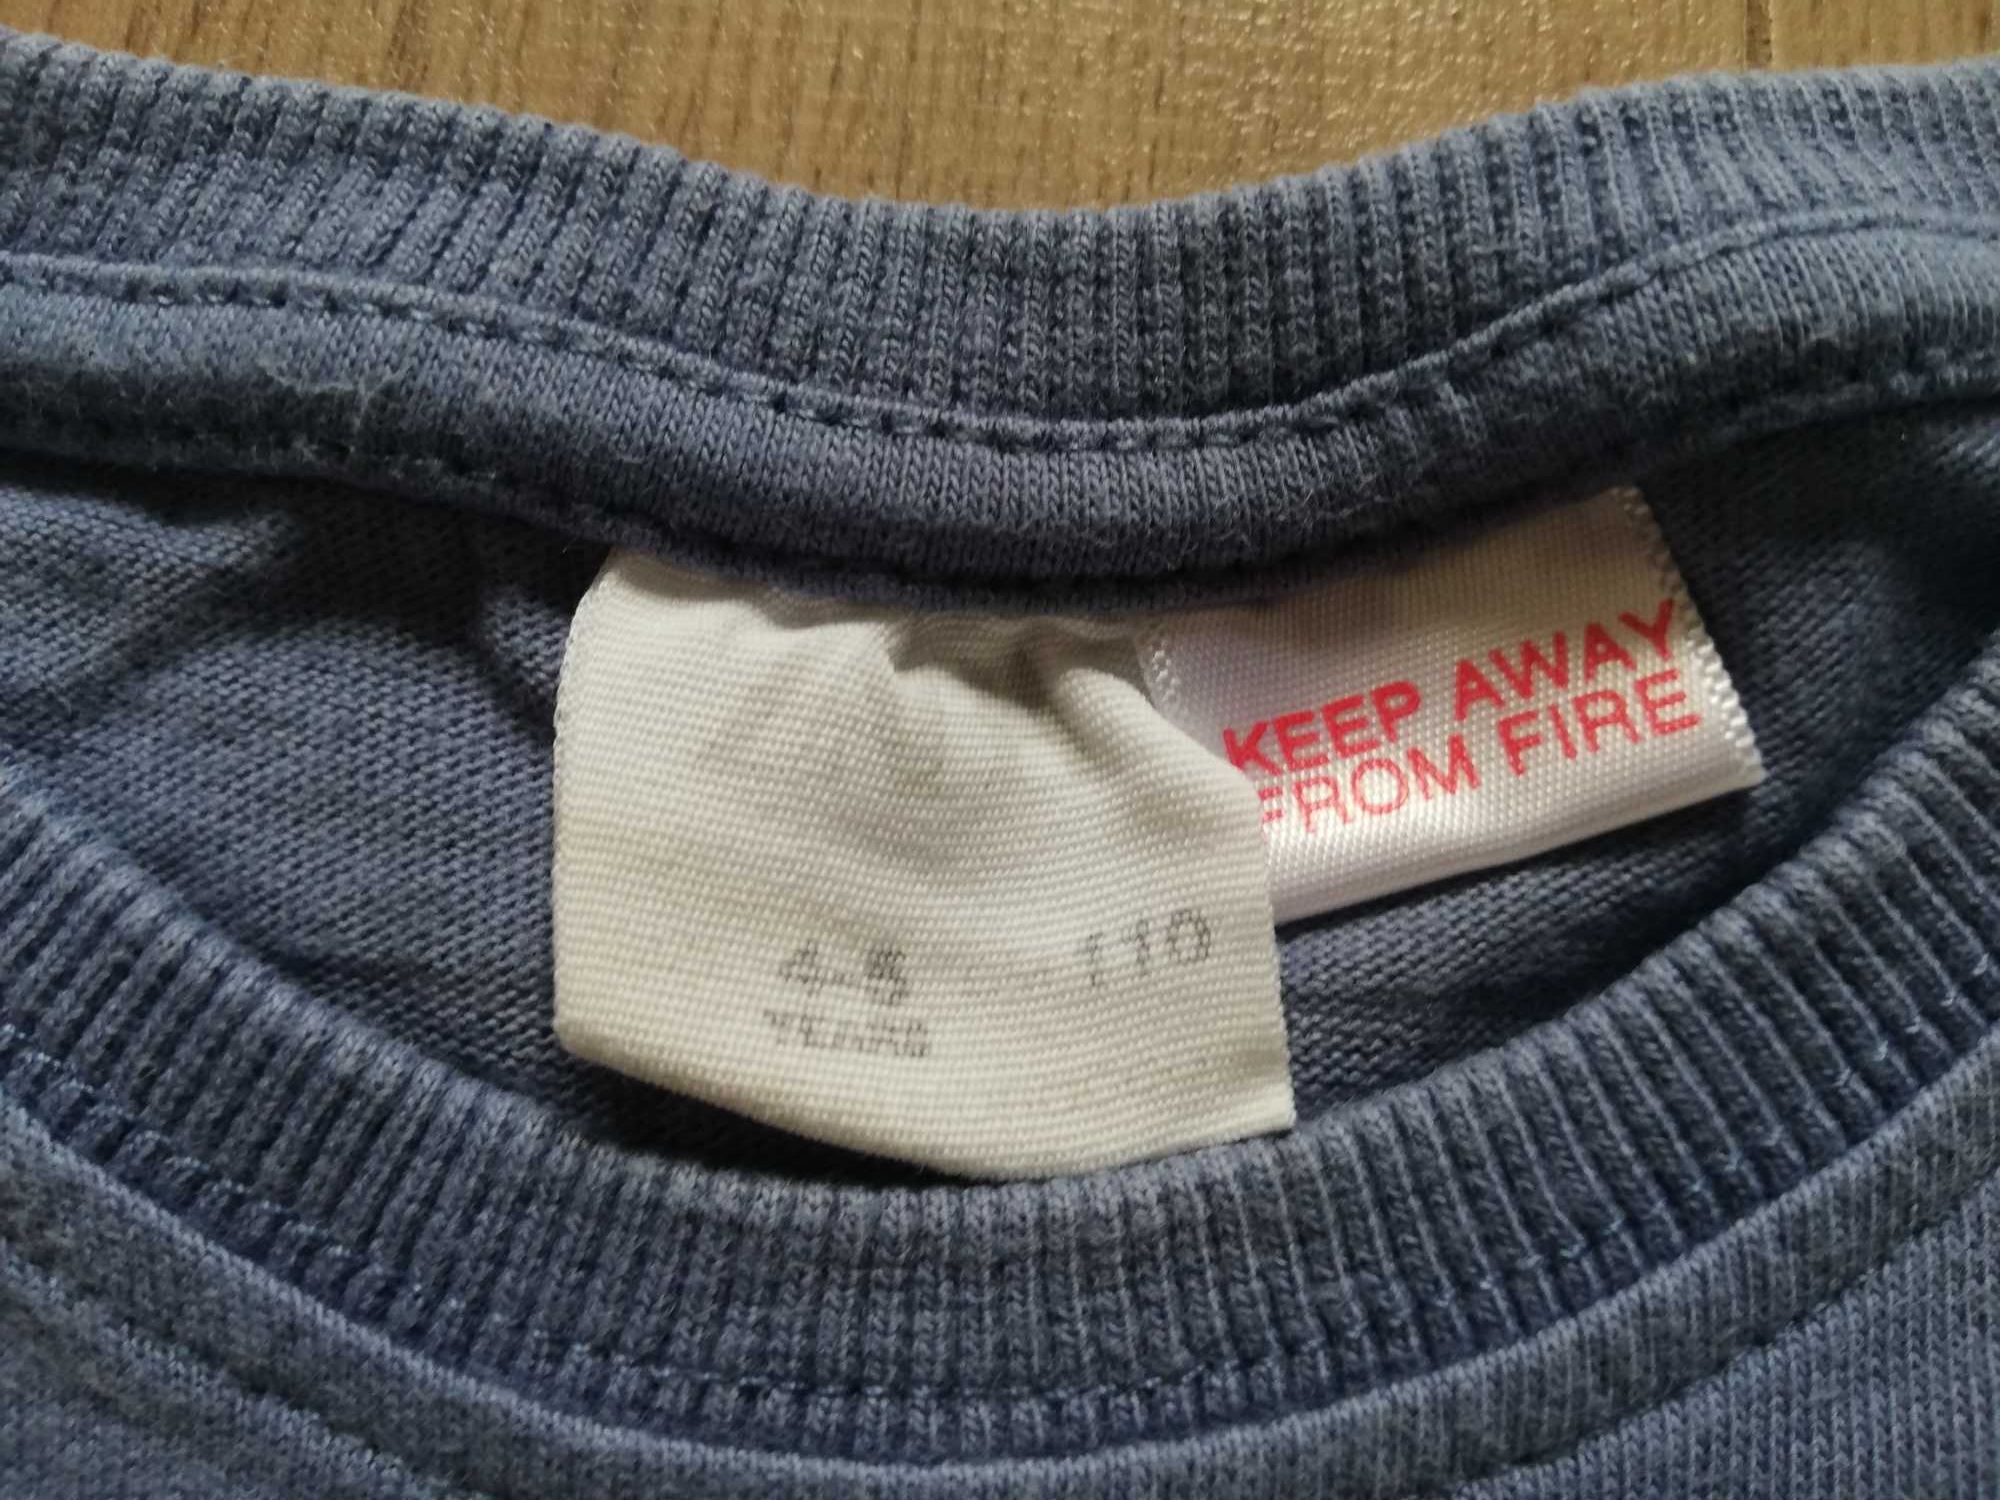 KEEP AWAY
FROM FIRE
4-5 110
YEARS